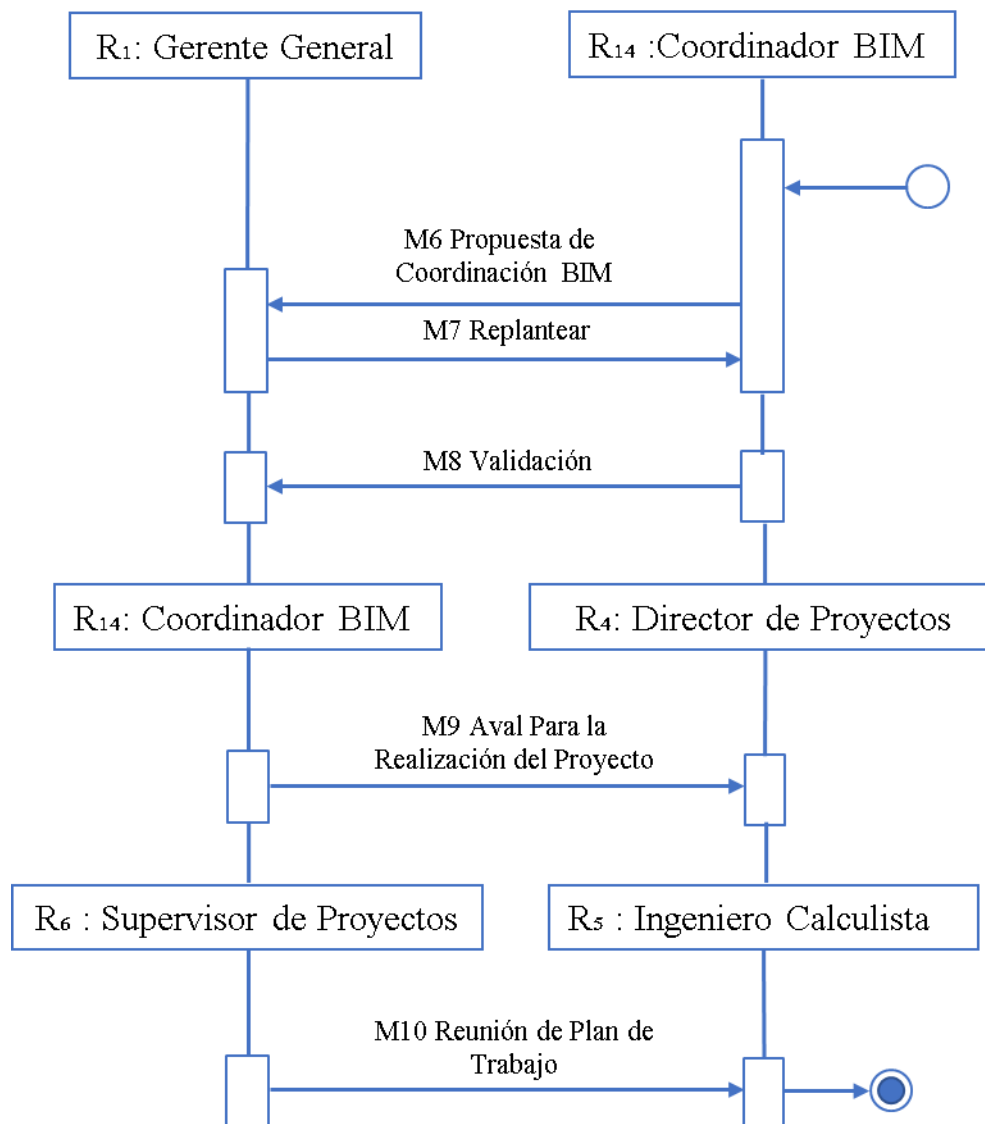 R₁: Gerente General
R₁₄ :Coordinador BIM
M6 Propuesta de
Coordinación BIM
M7 Replantear
M8 Validación
R₁₄: Coordinador BIM
R₄: Director de Proyectos
M9 Aval Para la
Realización del Proyecto
R₆ : Supervisor de Proyectos
R₅ : Ingeniero Calculista
M10 Reunión de Plan de
Trabajo